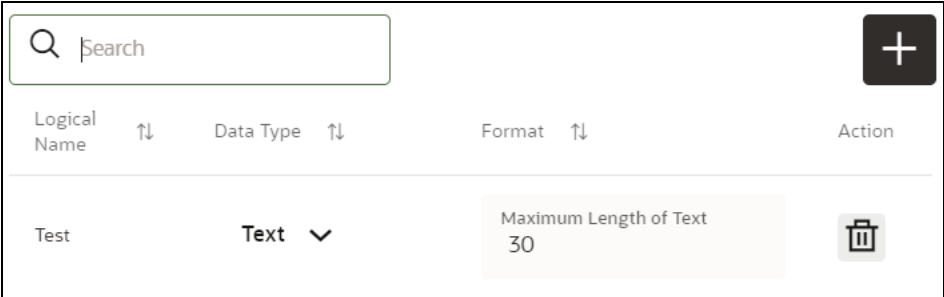 Search
Logical
Name
Data Type
Format
Action
Test
Text
Maximum Length of Text
30